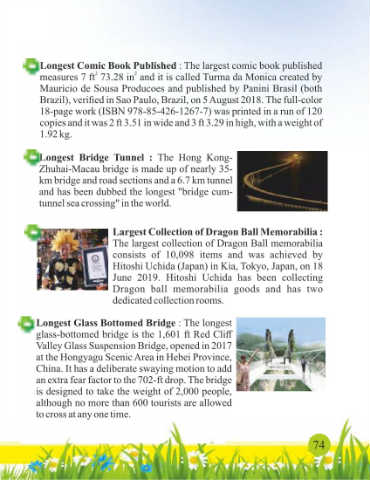 Longest Comic Book Published : The largest comic book published
measures 7 ft² 73.28 in² and it is called Turma da Monica created by
Mauricio de Sousa Producoes and published by Panini Brasil (both
Brazil), verified in Sao Paulo, Brazil, on 5 August 2018. The full-color
18-page work (ISBN 978-85-426-1267-7) was printed in a run of 120
copies and it was 2 ft 3.51 in wide and 3 ft 3.29 in high, with a weight of
1.92 kg.
Longest Bridge Tunnel : The Hong Kong-
Zhuhai-Macau bridge is made up of nearly 35-
km bridge and road sections and a 6.7 km tunnel
and has been dubbed the longest "bridge cum-
tunnel sea crossing" in the world.
Largest Collection of Dragon Ball Memorabilia :
The largest collection of Dragon Ball memorabilia
consists of 10,098 items and was achieved by
Hitoshi Uchida (Japan) in Kia, Tokyo, Japan, on 18
June 2019. Hitoshi Uchida has been collecting
Dragon ball memorabilia goods and has two
dedicated collection rooms.
Longest Glass Bottomed Bridge : The longest
glass-bottomed bridge is the 1,601 ft Red Cliff
Valley Glass Suspension Bridge, opened in 2017
at the Hongyagu Scenic Area in Hebei Province,
China. It has a deliberate swaying motion to add
an extra fear factor to the 702-ft drop. The bridge
is designed to take the weight of 2,000 people,
although no more than 600 tourists are allowed
to cross at any one time.
74